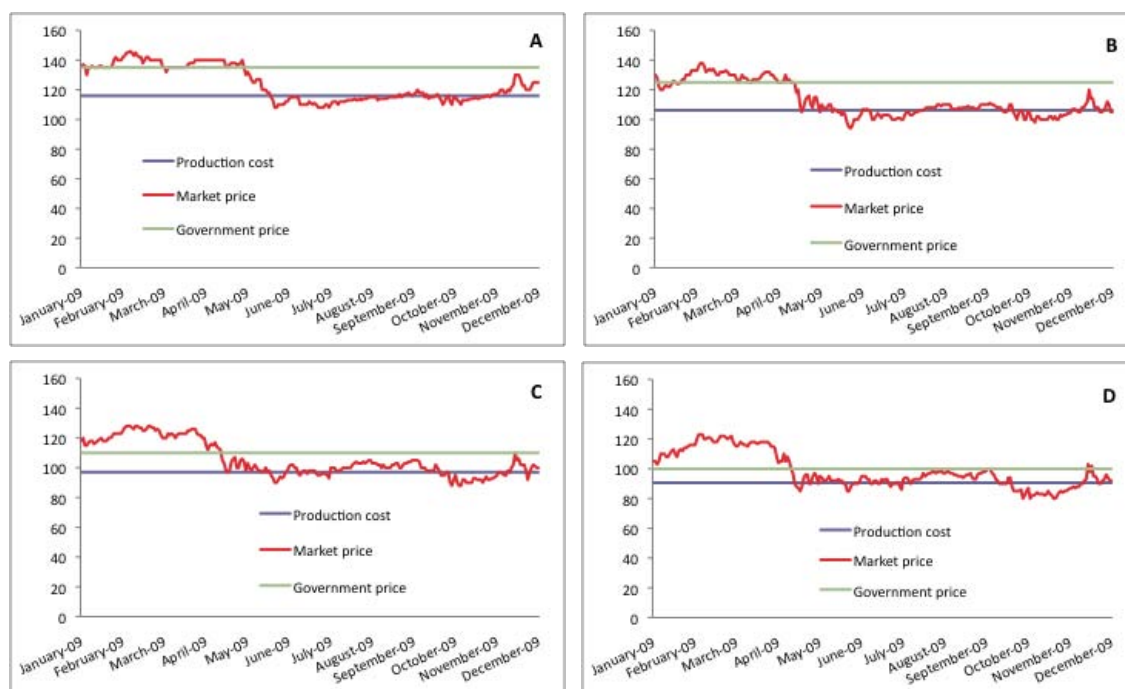 A
160
140
120
100
80
60
40
20
0
Production cost
Market price
Government price
January-09
February-09
March-09
April-09
May-09
June-09
July-09
August-09
September-09
October-09
November-09
December-09
B
160
140
120
100
80
60
40
20
0
Production cost
Market price
Government price
January-09
February-09
March-09
April-09
May-09
June-09
July-09
August-09
September-09
October-09
November-09
December-09
C
160
140
120
100
80
60
40
20
0
Production cost
Market price
Government price
January-09
February-09
March-09
April-09
May-09
June-09
July-09
August-09
September-09
October-09
November-09
December-09
D
160
140
120
100
80
60
40
20
0
Production cost
Market price
Government price
January-09
February-09
March-09
April-09
May-09
June-09
July-09
August-09
September-09
October-09
November-09
December-09